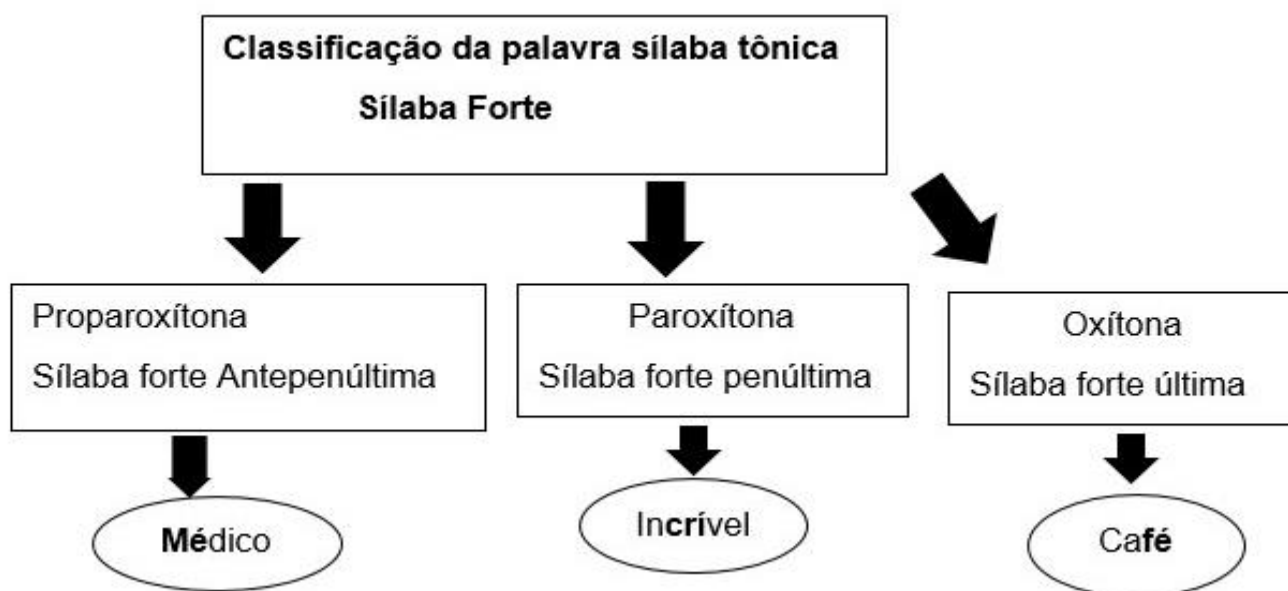 Classificação da palavra sílaba tônica
Sílaba Forte
Proparoxítona
Sílaba forte Antepenúltima
Paroxítona
Sílaba forte penúltima
Oxítona
Sílaba forte última
Médico
Incrível
Café